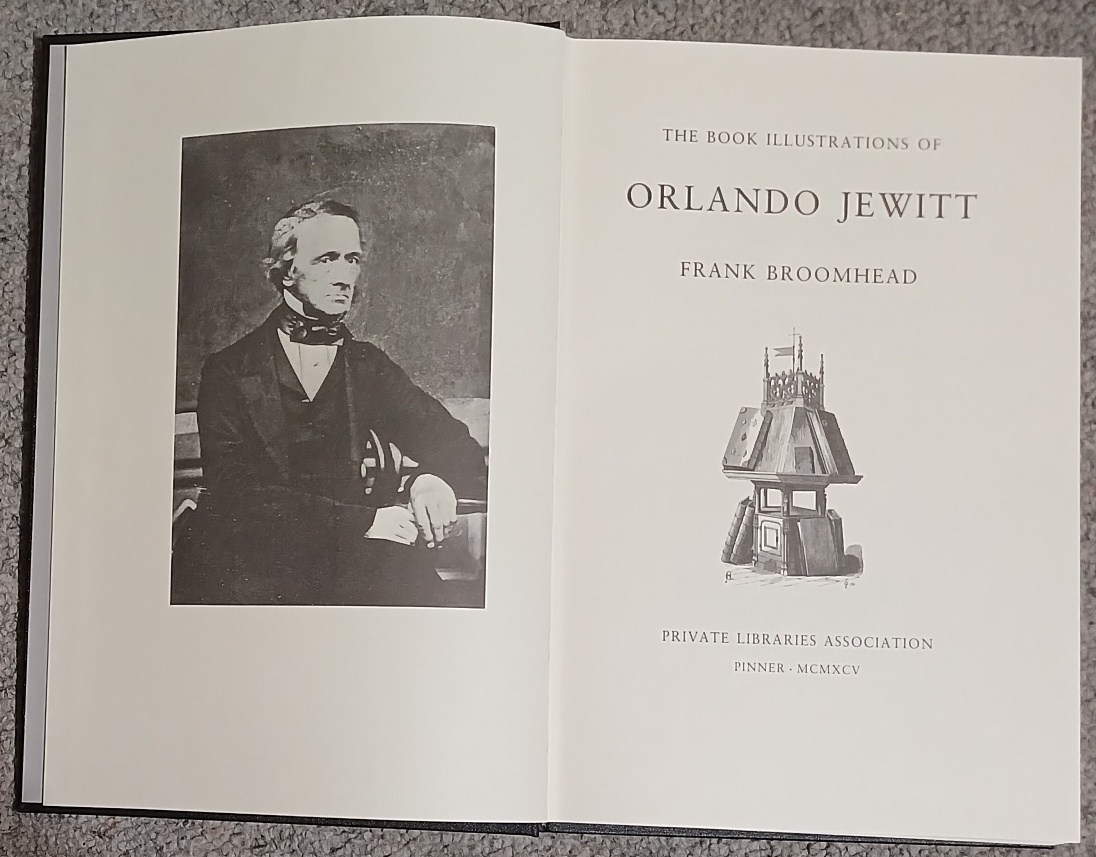 THE BOOK ILLUSTRATIONS OF
ORLANDO JEWITT
FRANK BROOMHEAD
PRIVATE LIBRARIES ASSOCIATION
PINNER · MCMXCV